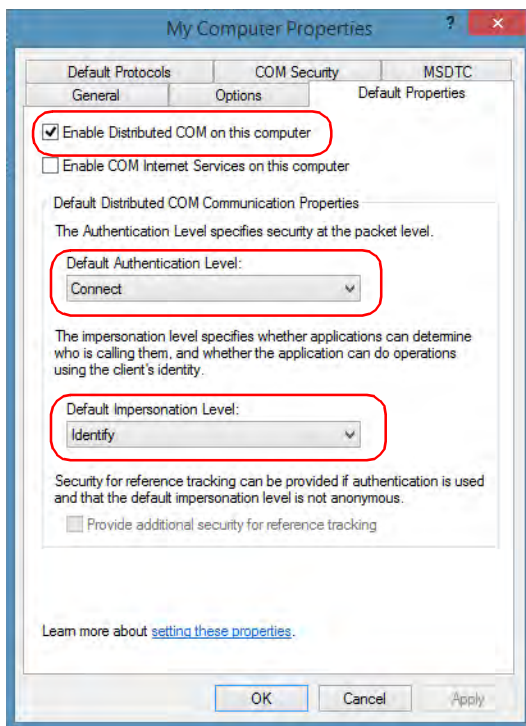 My Computer Properties
?
Default Protocols
COM Security
MSDTC
General
Options
Default Properties
Enable Distributed COM on this computer
Enable COM Internet Services on this computer
Default Distributed COM Communication Properties
The Authentication Level specifies security at the packet level.
Default Authentication Level:
Connect
The impersonation level specifies whether applications can determine
who is calling them, and whether the application can do operations
using the client's identity.
Default Impersonation Level:
Identify
Security for reference tracking can be provided if authentication is used
and that the default impersonation level is not anonymous.
Provide additional security for reference tracking
Learn more about setting these properties.
OK
Cancel
Apply